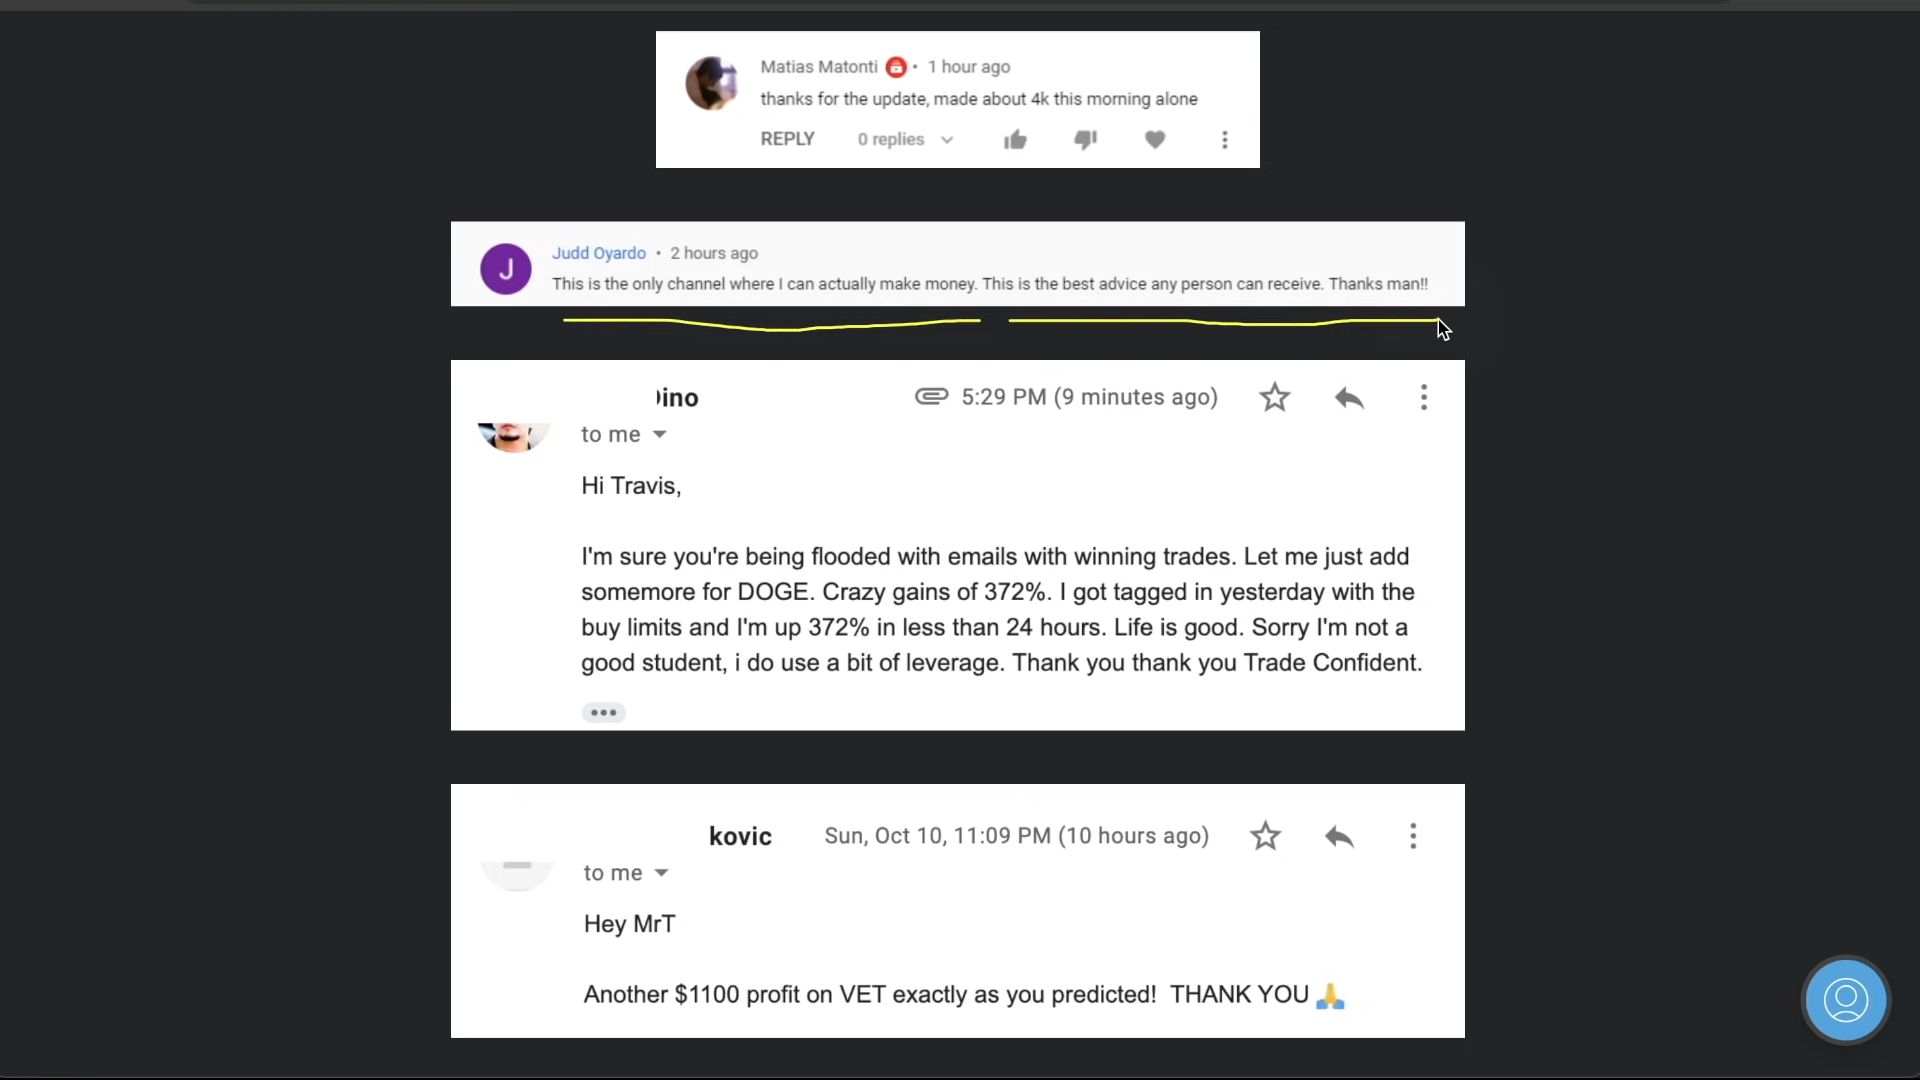 Matias Matonti • 1 hour ago
thanks for the update, made about 4k this morning alone
REPLY 0 replies
J
Judd Oyardo • 2 hours ago
This is the only channel where I can actually make money. This is the best advice any person can receive. Thanks man!!
ino 5:29 PM (9 minutes ago)
to me
Hi Travis,
I'm sure you're being flooded with emails with winning trades. Let me just add
somemore for DOGE. Crazy gains of 372%. I got tagged in yesterday with the
buy limits and I'm up 372% in less than 24 hours. Life is good. Sorry I'm not a
good student, i do use a bit of leverage. Thank you thank you Trade Confident.
kovic Sun, Oct 10, 11:09 PM (10 hours ago)
to me
Hey MrT
Another $1100 profit on VET exactly as you predicted! THANK YOU 🙏